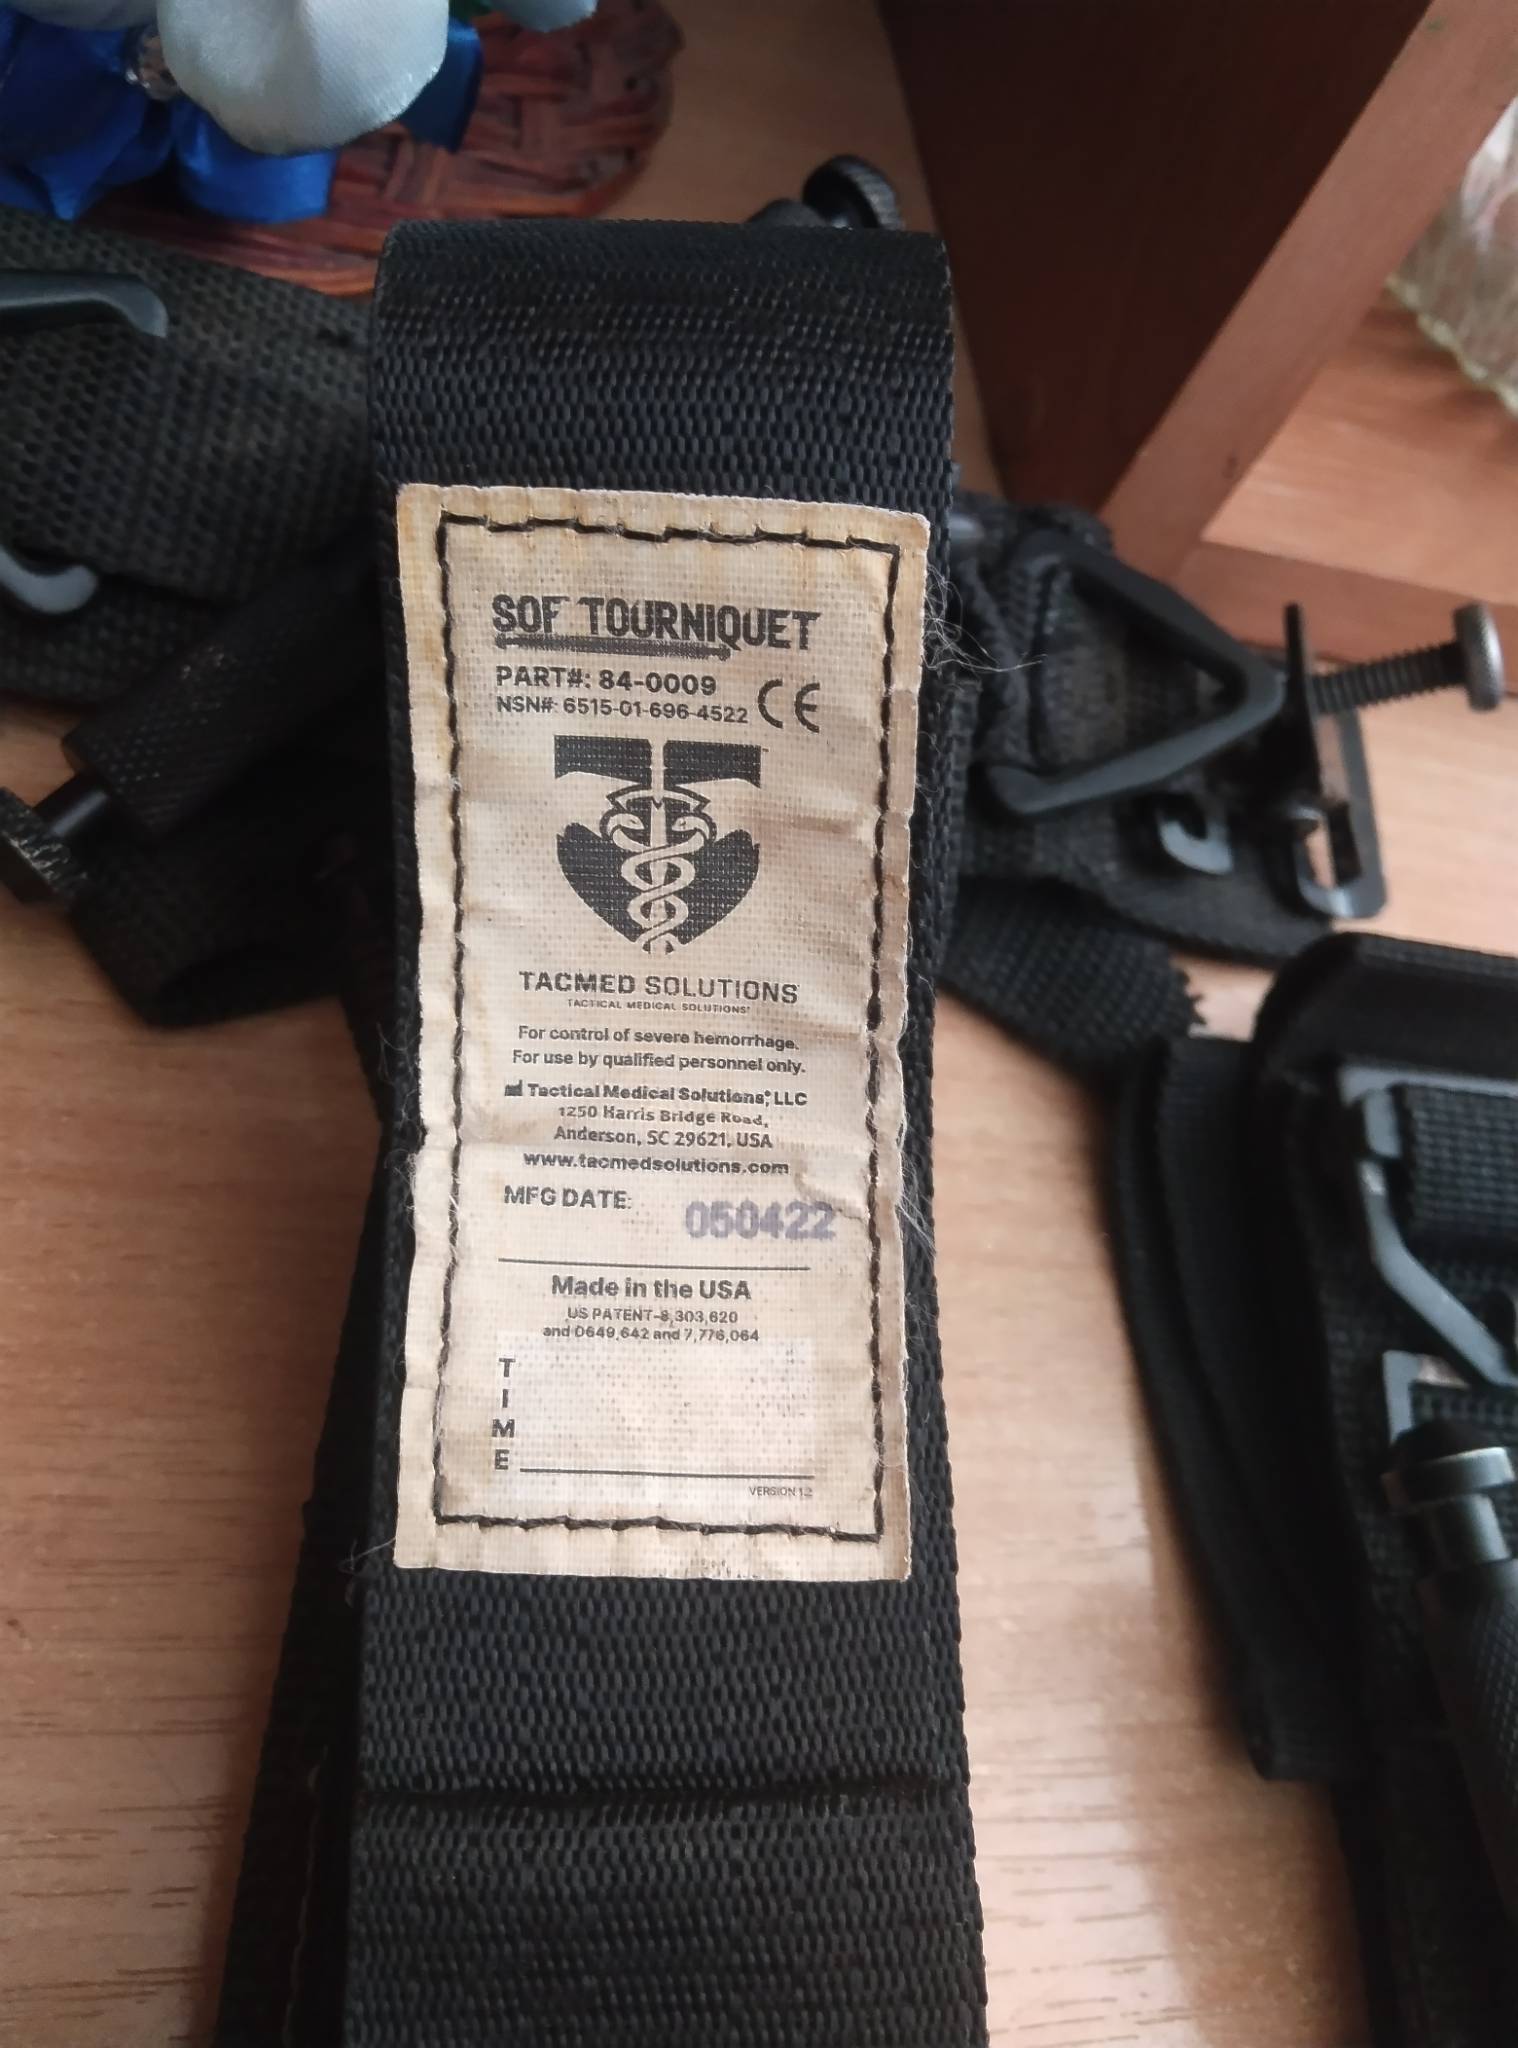 SOF TOURNIQUET
PART#: 84-0009
NSN#: 6515-01-696-4522 CE
TACMED SOLUTIONS
TACTICAL MEDICAL SOLUTIONS
For control of severe hemorrhage.
For use by qualified personnel only.
Tactical Medical Solutions, LLC
1250 Harris Bridge Road,
Anderson, SC 29621, USA
www.tacmedsolutions.com
MFG DATE: 050422
Made in the USA
US PATENT-8,303,620
and D649,642 and 7,776,064
TIME
VERSION 1.2